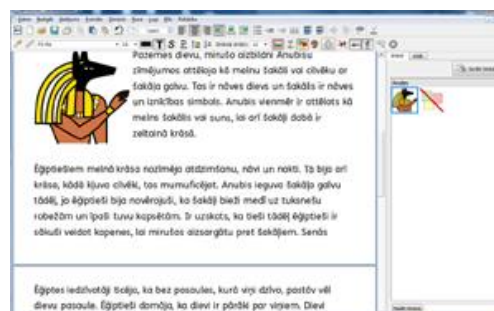 Pazemes dievu, mirušo aizbildni Anubisu
zīmējumos attēloja kā melnu šakāli vai cilvēku ar
šakāļa galvu. Tas ir nāves dievs un šakālis ir nāves
un iznīcības simbols. Anubis vienmēr ir attēlots kā
melns šakālis vai suns, lai arī šakāļi dabā ir
zeltainā krāsā.
Ēģiptiešiem melnā krāsa nozīmēja atdzimšanu, nāvi un nakti. Tā bija arī
krāsa, kādā kļuva cilvēki, tos mumuficējot. Anubis ieguva šakāļa galvu
tādēļ, jo ēģiptieši bija novērojuši, ka šakāļi bieži medī uz tuksnešu
robežām un īpaši tuvu kapsētām. Ir uzskats, ka tieši tādēļ ēģiptieši ir
sākuši veidot kapenes, lai mirušos aizsargātu pret šakāļiem. Senās
Ēģiptes iedzīvotāji ticēja, ka bez pasaules, kurā viņi dzīvo, pastāv vēl
dievu pasaule. Ēģiptieši domāja, ka dievi ir pārāki par viņiem. Dievi